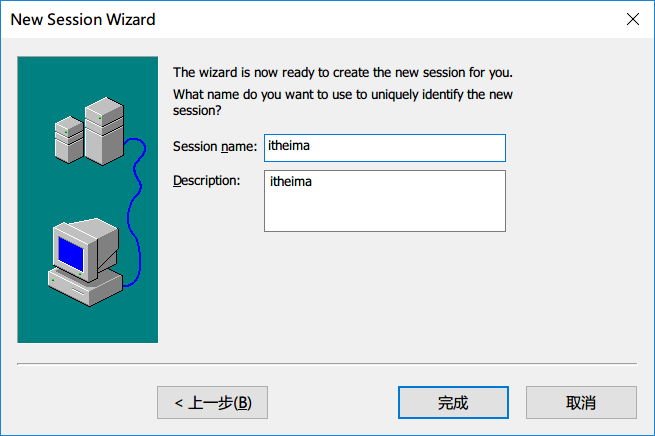 New Session Wizard
The wizard is now ready to create the new session for you.
What name do you want to use to uniquely identify the new
session?
Session name: itheima
Description: itheima
< 上一步(B) 完成 取消